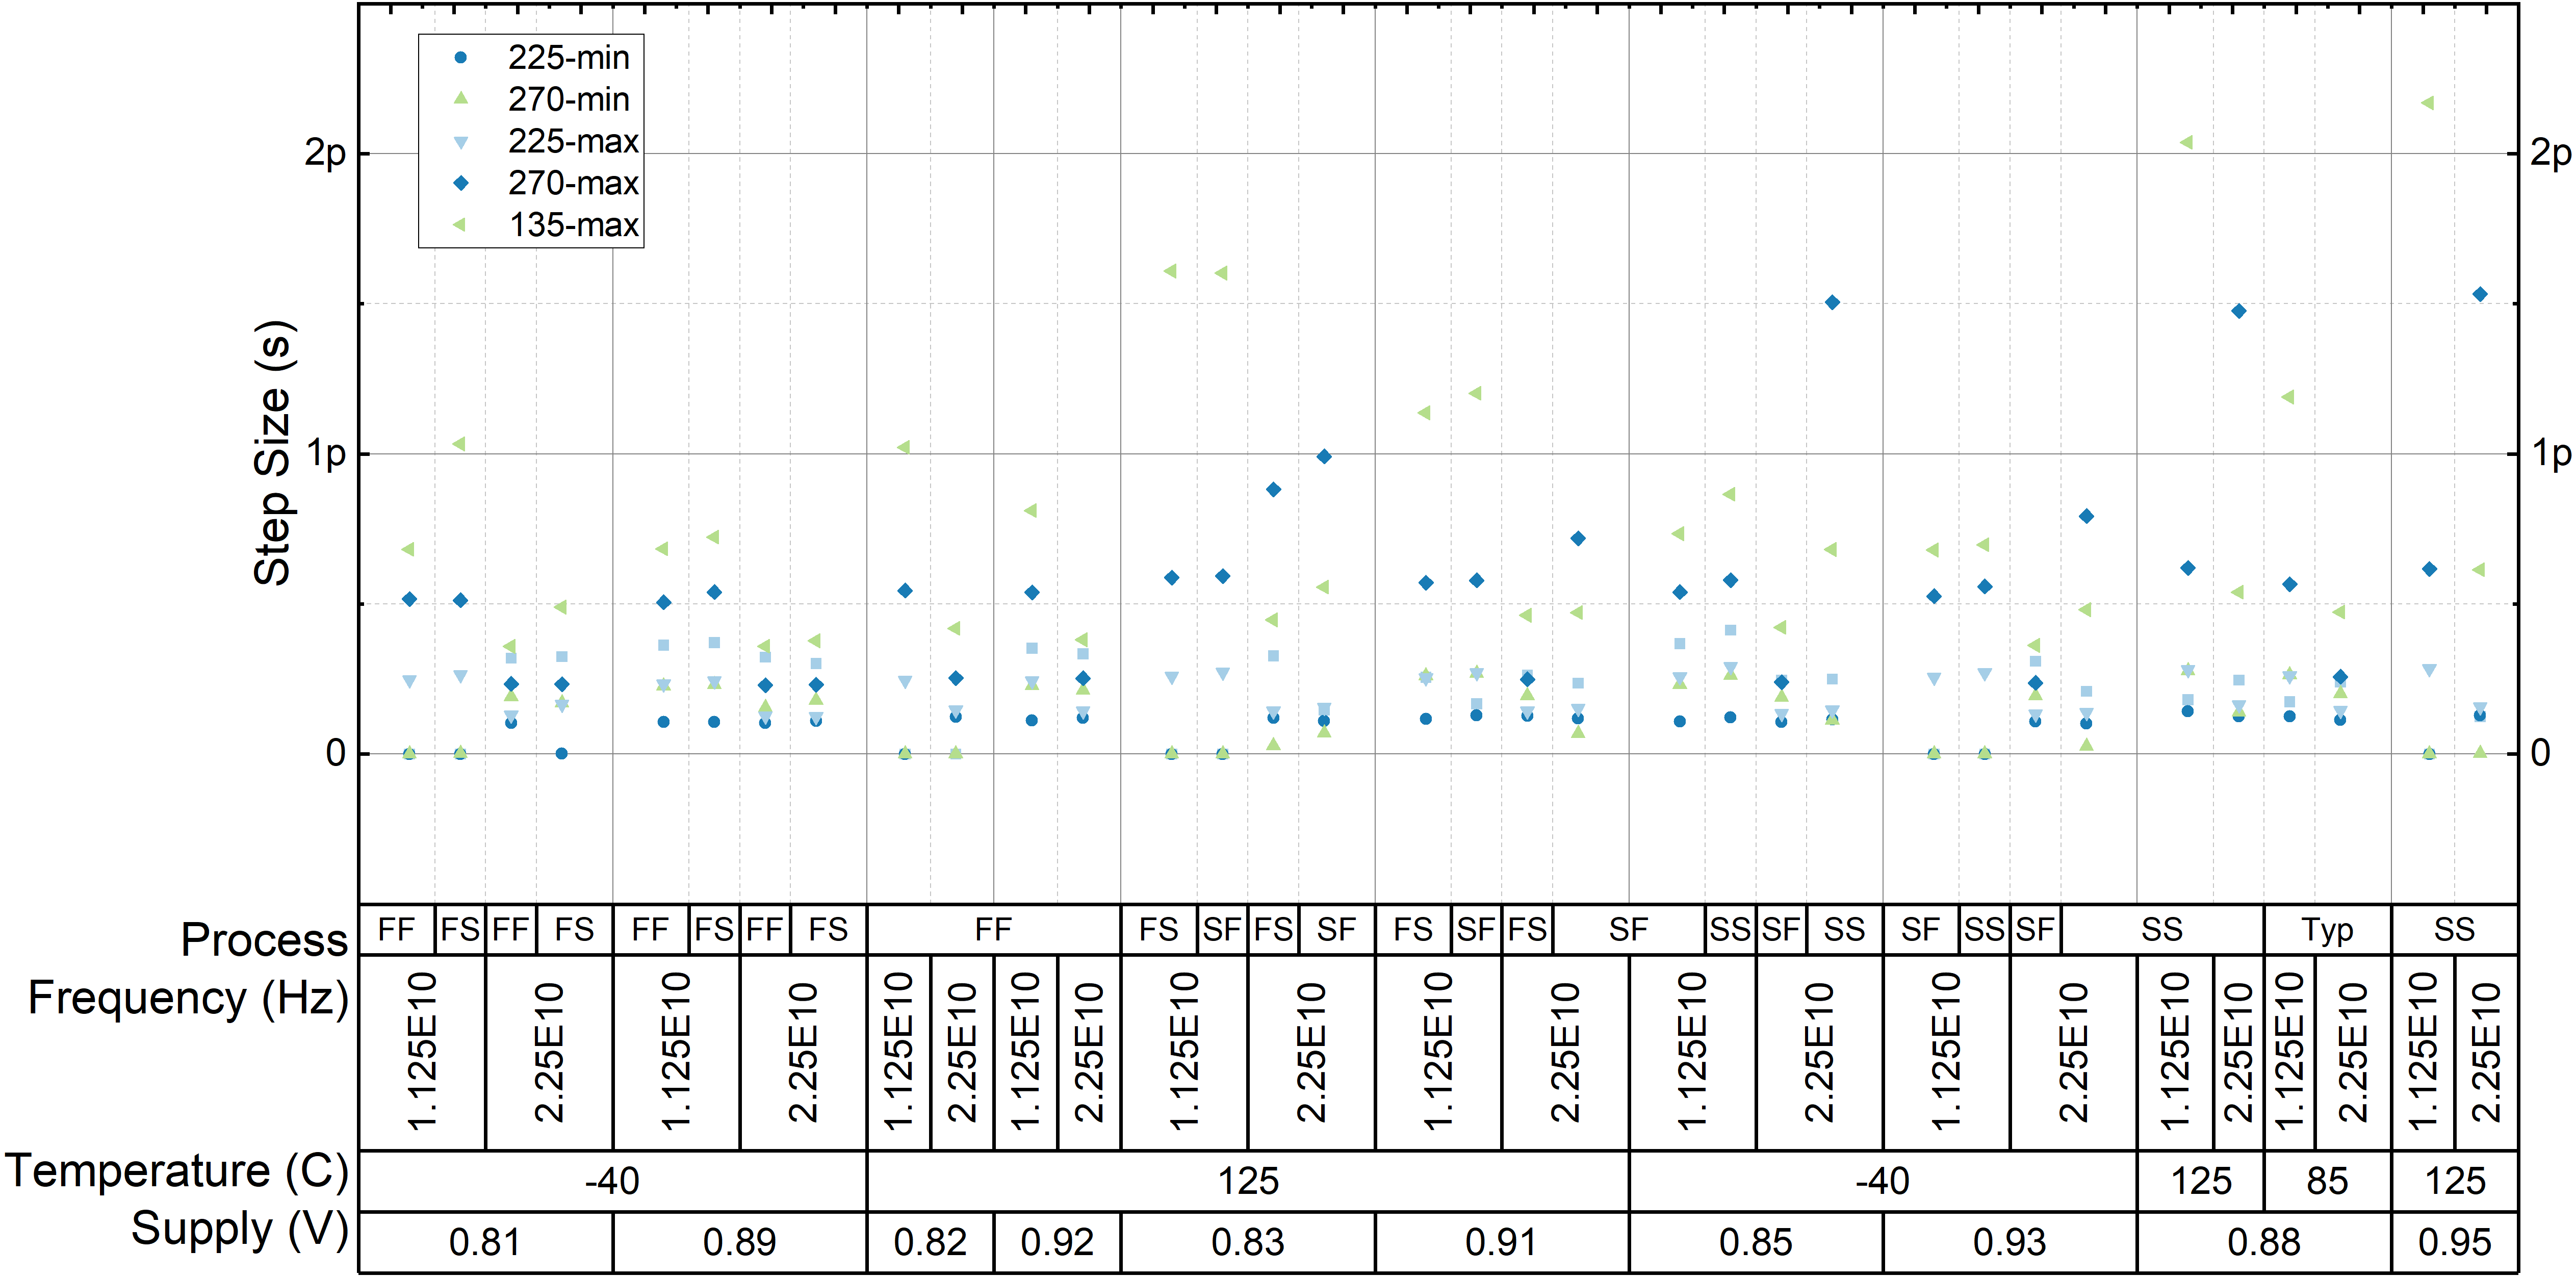 225-min
270-min
225-max
270-max
135-max
2p 2p
1p 1p
0 0
Step Size (s)
Process FF FS FF FS FF FS FF FS FF FS SF FS SF FS SF FS SF SS SF SS SF SS SF SS Typ SS
Frequency (Hz) 1.125E10 2.25E10 1.125E10 2.25E10 1.125E10 2.25E10 1.125E10 2.25E10 1.125E10 2.25E10 1.125E10 2.25E10 1.125E10 2.25E10 1.125E10 2.25E10 1.125E10 2.25E10 1.125E10 2.25E10 1.125E10 2.25E10
Temperature (C) -40 125 -40 125 85 125
Supply (V) 0.81 0.89 0.82 0.92 0.83 0.91 0.85 0.93 0.88 0.95